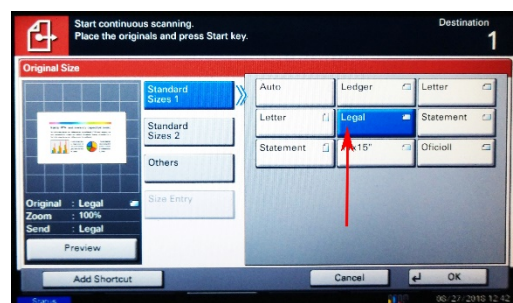 Start continuous scanning.
Place the originals and press Start key.
Destination
1
Original Size
Standard
Sizes 1
Standard
Sizes 2
Others
Size Entry
Auto
Ledger
Letter
Letter
Legal
Statement
Statement
x15"
OficioII
Original : Legal
Zoom : 100%
Send : Legal
Preview
Add Shortcut
Cancel
OK
Status
08/27/2018 12:42